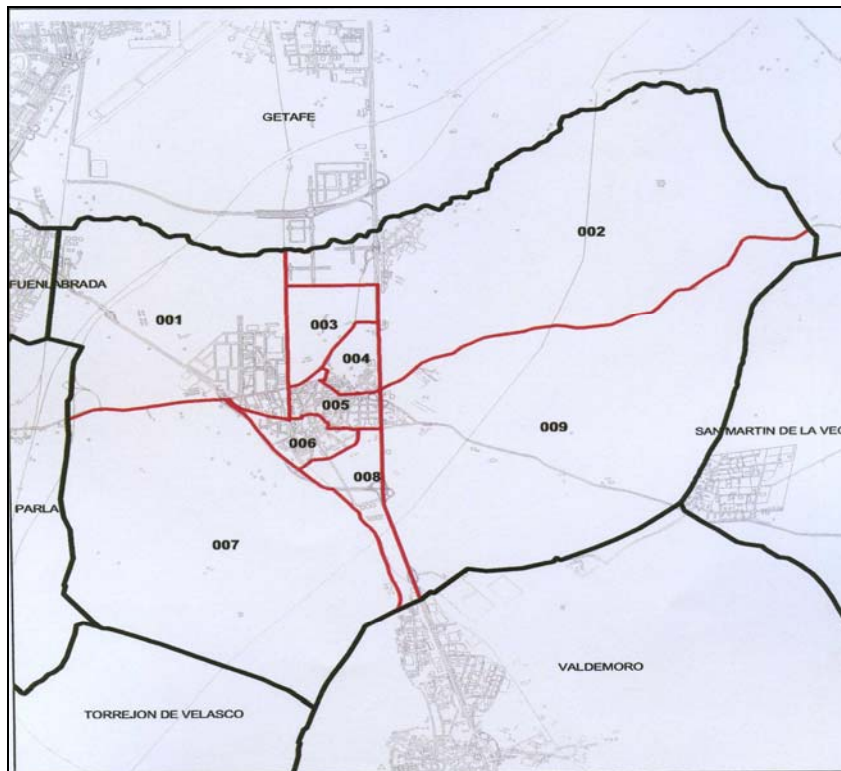 GETAFE
002
FUENLABRADA
001
003
004
005
009
SAN MARTIN DE LA VEG
006
008
PARLA
007
VALDEMORO
TORREJON DE VELASCO